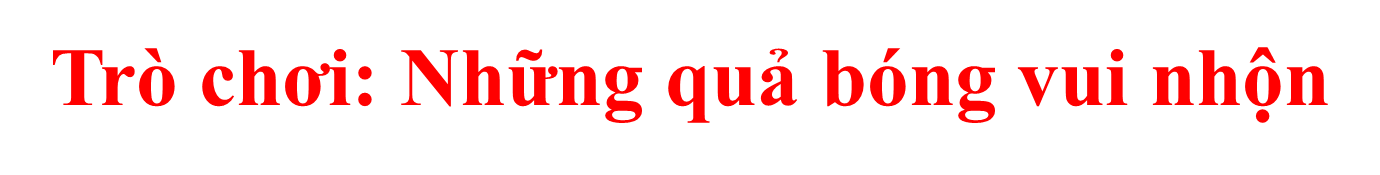 Trò chơi: Những quả bóng vui nhộn